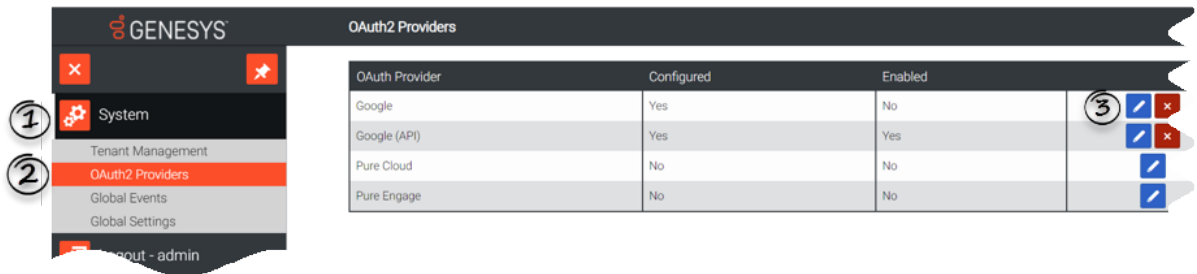 GENESYS
OAuth2 Providers
OAuth Provider Configured Enabled
1 System
Google Yes No 3
Google (API) Yes Yes
Tenant Management
2 OAuth2 Providers
Pure Cloud No No
Global Events
Pure Engage No No
Global Settings
out - admin